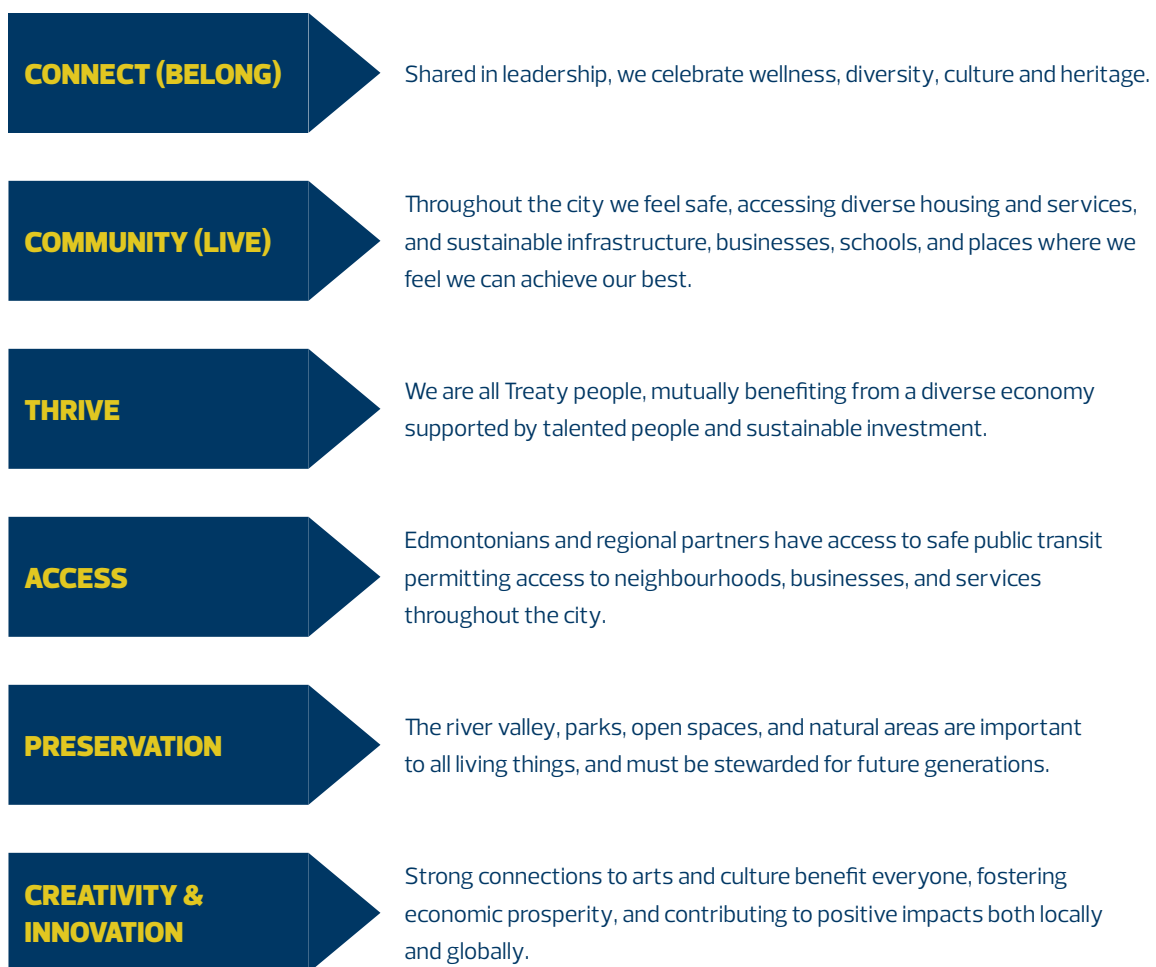 CONNECT (BELONG)
Shared in leadership, we celebrate wellness, diversity, culture and heritage.
COMMUNITY (LIVE)
Throughout the city we feel safe, accessing diverse housing and services,
and sustainable infrastructure, businesses, schools, and places where we
feel we can achieve our best.
THRIVE
We are all Treaty people, mutually benefiting from a diverse economy
supported by talented people and sustainable investment.
ACCESS
Edmontonians and regional partners have access to safe public transit
permitting access to neighbourhoods, businesses, and services
throughout the city.
PRESERVATION
The river valley, parks, open spaces, and natural areas are important
to all living things, and must be stewarded for future generations.
CREATIVITY &
INNOVATION
Strong connections to arts and culture benefit everyone, fostering
economic prosperity, and contributing to positive impacts both locally
and globally.